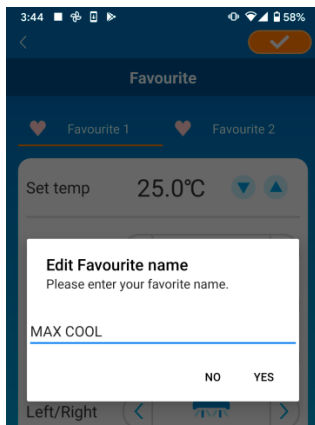 3:44
58%
Favourite
Favourite 1
Favourite 2
Set temp
25.0°C
Edit Favourite name
Please enter your favorite name.
MAX COOL
NO
YES
Left/Right